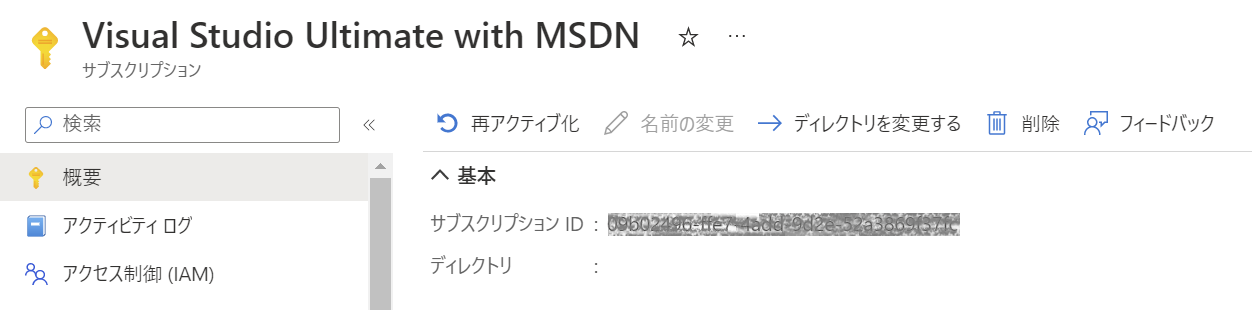 Visual Studio Ultimate with MSDN ☆ …
サブスクリプション
検索 «
再アクティブ化 名前の変更 ディレクトリを変更する 削除 フィードバック
概要
アクティビティ ログ
アクセス制御 (IAM)
基本
サブスクリプション ID :
ディレクトリ :